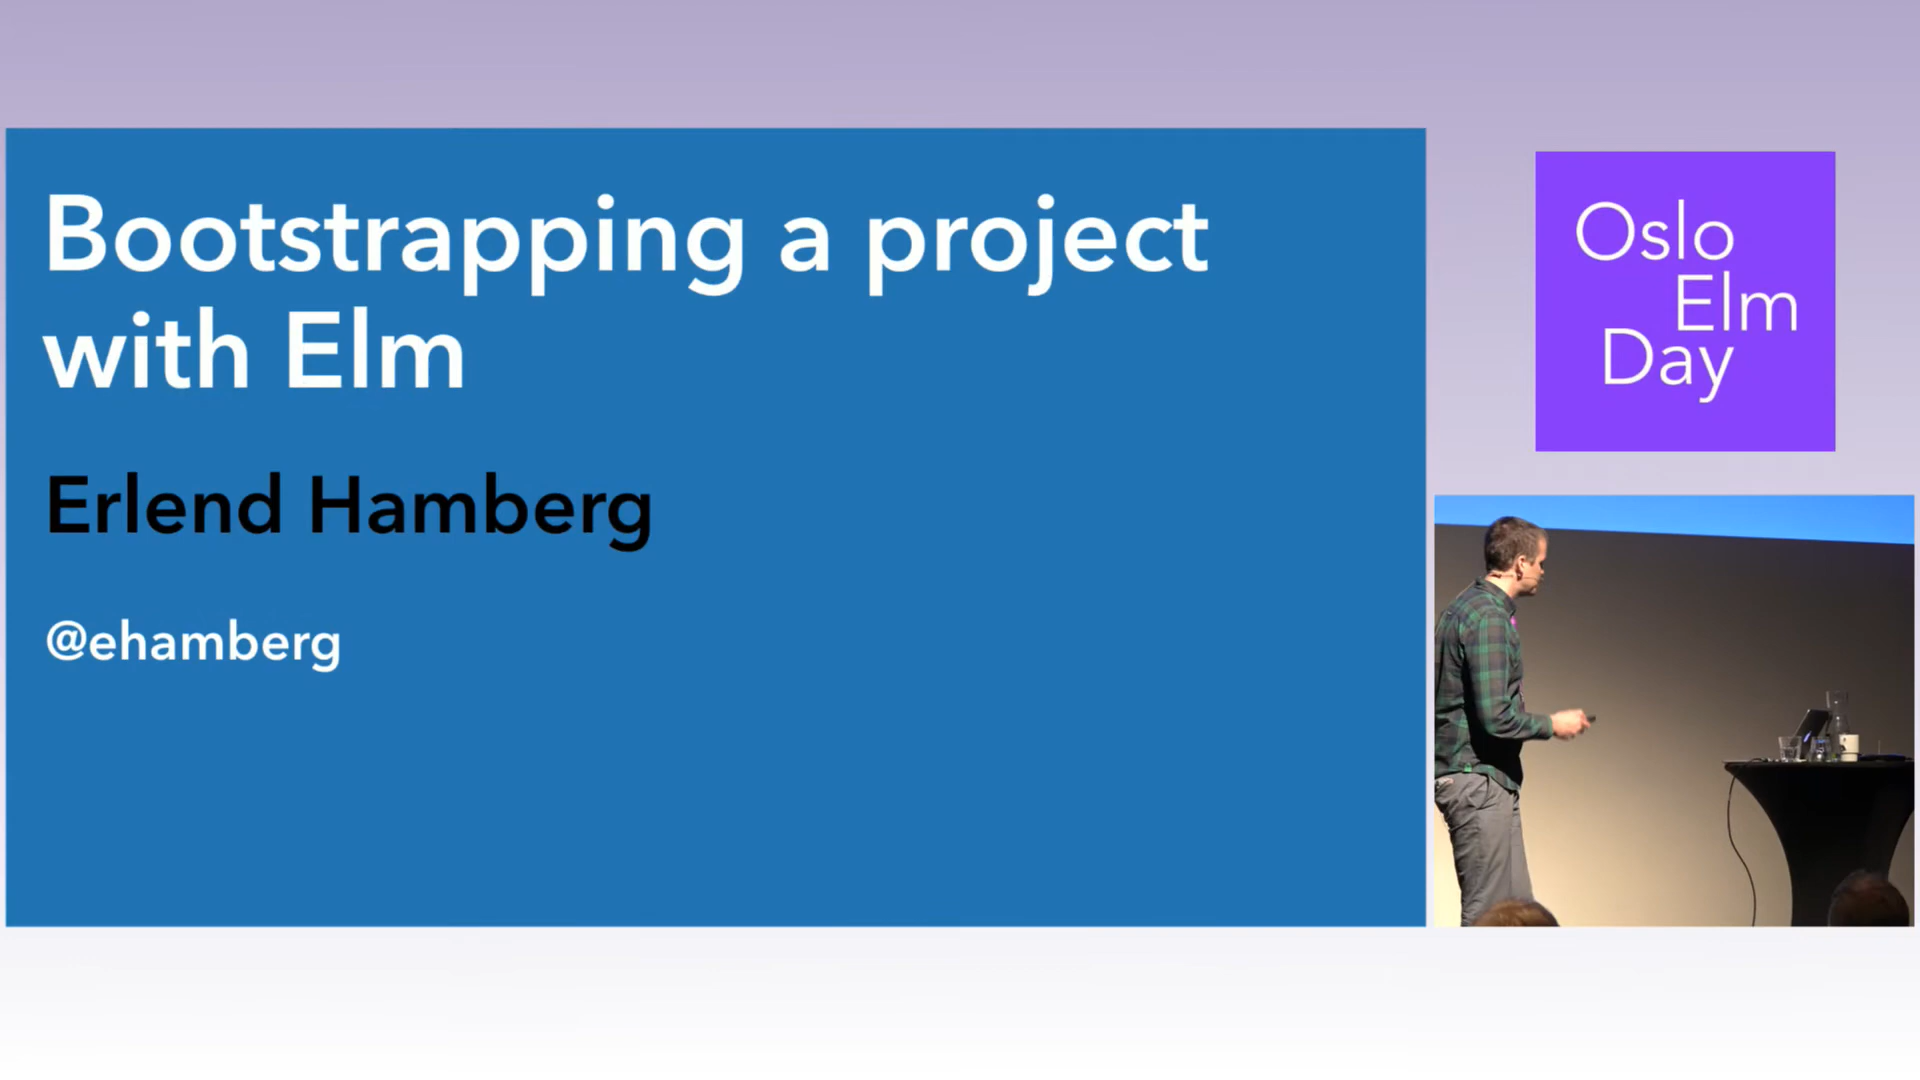 Bootstrapping a project
with Elm
Erlend Hamberg
@ehamberg
Oslo
Elm
Day